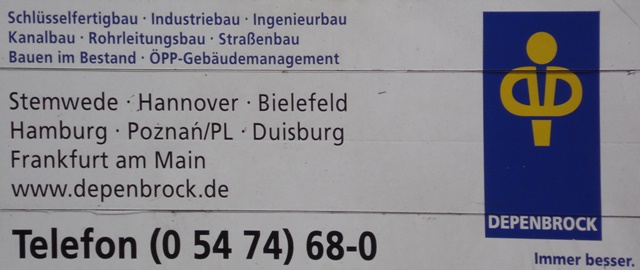 Schlüsselfertigbau · Industriebau · Ingenieurbau
Kanalbau · Rohrleitungsbau · Straßenbau
Bauen im Bestand · ÖPP-Gebäudemanagement
Stemwede · Hannover · Bielefeld
Hamburg · Poznań/PL · Duisburg
Frankfurt am Main
www.depenbrock.de
Telefon (0 54 74) 68-0
DEPENBROCK
Immer besser.